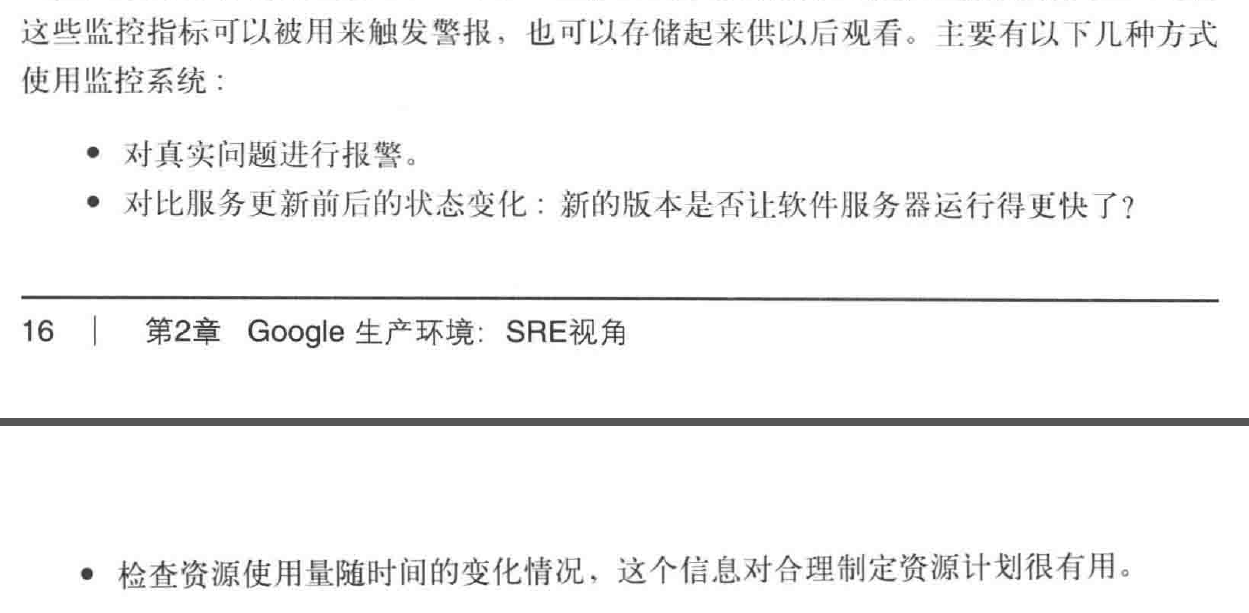 这些监控指标可以被用来触发警报，也可以存储起来供以后观看。主要有以下几种方式
使用监控系统：
• 对真实问题进行报警。
• 对比服务更新前后的状态变化：新的版本是否让软件服务器运行得更快了？
16 | 第2章 Google 生产环境：SRE视角
• 检查资源使用量随时间的变化情况，这个信息对合理制定资源计划很有用。